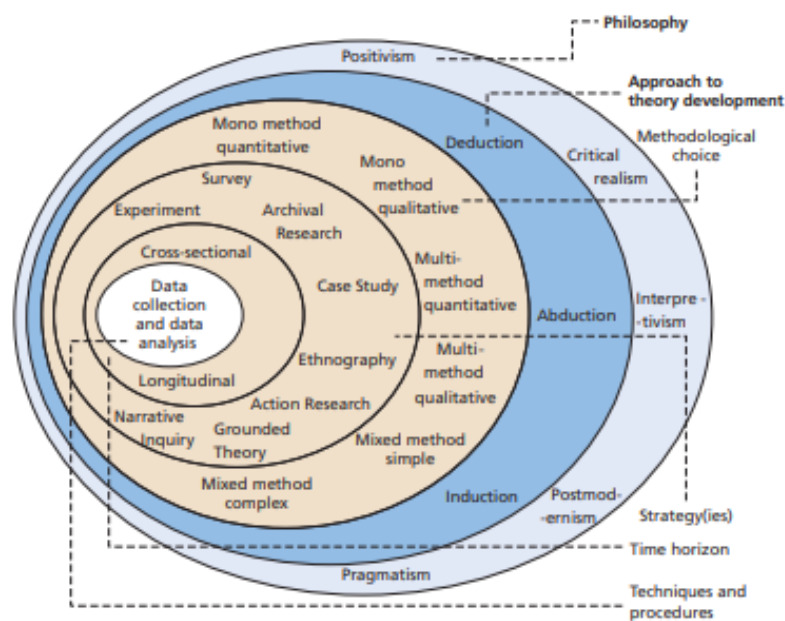 Philosophy
Positivism
Approach to
theory development
Deduction
Methodological
choice
Critical
realism
Mono method
quantitative
Mono
method
qualitative
Survey
Experiment
Archival
Research
Cross-sectional
Data
collection
and data
analysis
Case Study
Multi-
method
quantitative
Abduction
Interpre -
-tivism
Ethnography
Multi-
method
qualitative
Longitudinal
Action Research
Narrative
Inquiry
Grounded
Theory
Mixed method
simple
Mixed method
complex
Induction
Postmod-
-ernism
Strategy(ies)
Time horizon
Pragmatism
Techniques and
procedures